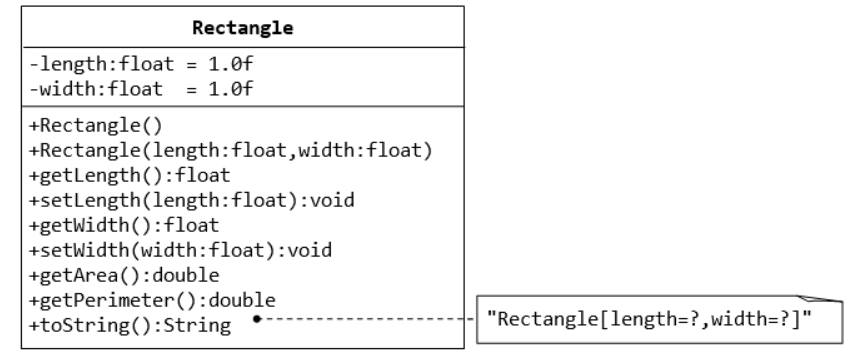 Rectangle
-length:float = 1.0f
-width:float  = 1.0f
+Rectangle()
+Rectangle(length:float,width:float)
+getLength():float
+setLength(length:float):void
+getWidth():float
+setWidth(width:float):void
+getArea():double
+getPerimeter():double
+toString():String
"Rectangle[length=?,width=?]"